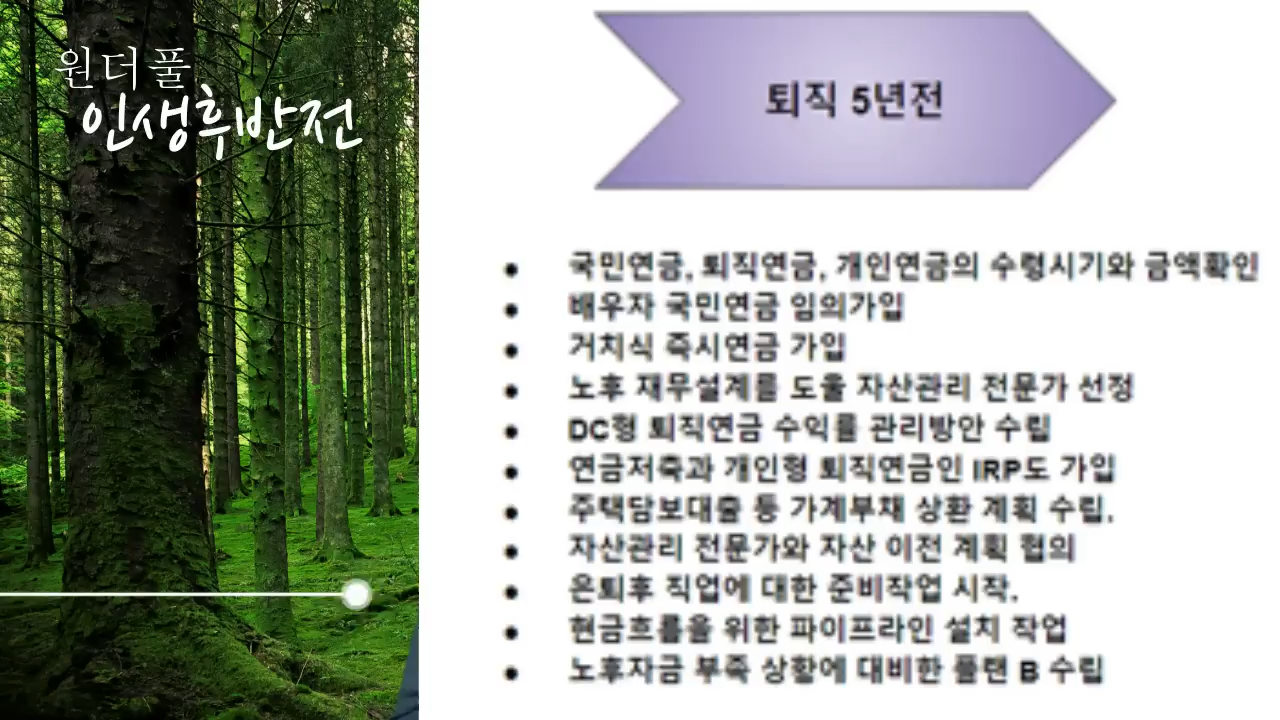 원더풀
인생후반전
퇴직 5년전
국민연금, 퇴직연금, 개인연금의 수령시기와 금액확인
배우자 국민연금 임의가입
거치식 즉시연금 가입
노후 재무설계를 도울 자산관리 전문가 선정
DC형 퇴직연금 수익률 관리방안 수립
연금저축과 개인형 퇴직연금인 IRP도 가입
주택담보대출 등 가계부채 상환 계획 수립.
자산관리 전문가와 자산 이전 계획 협의
은퇴후 직업에 대한 준비작업 시작.
현금흐름을 위한 파이프라인 설치 작업
노후자금 부족 상황에 대비한 플랜 B 수립